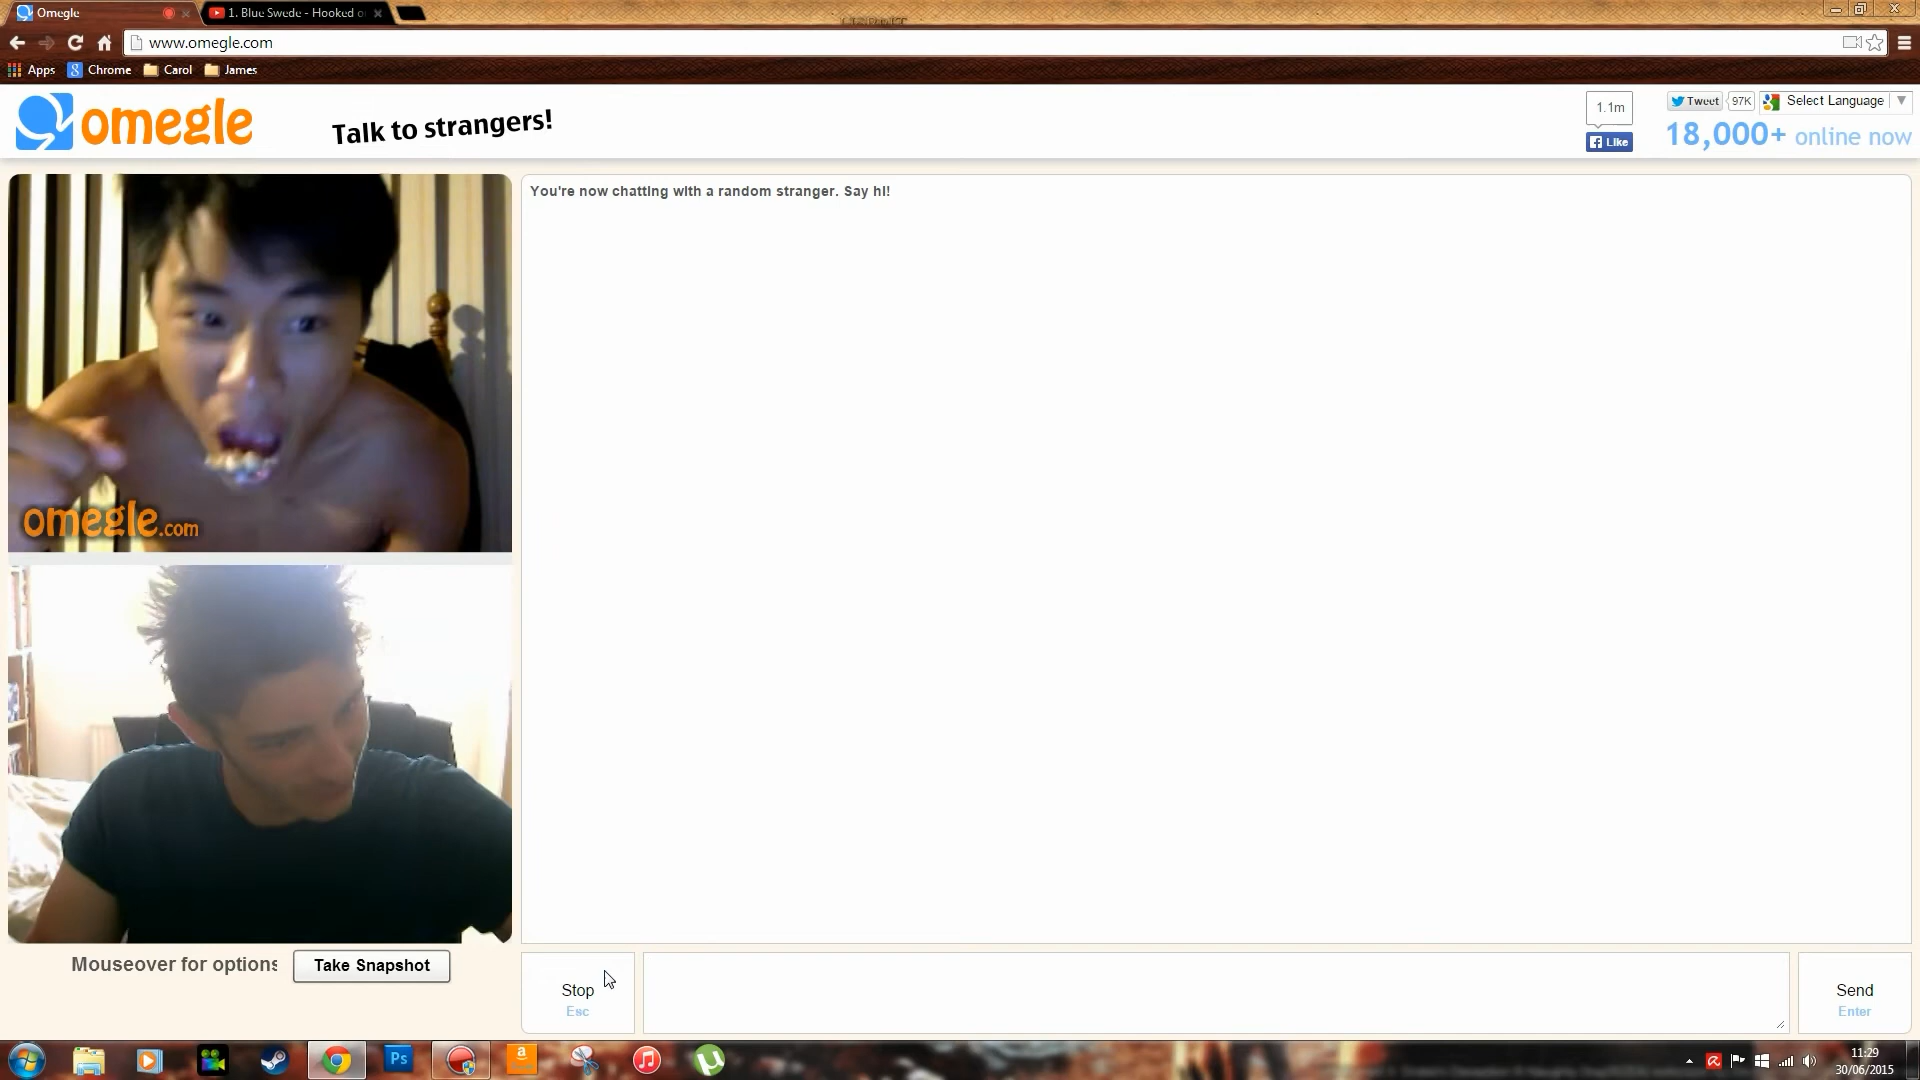 Omegle
1. Blue Swede - Hooked o
www.omegle.com
Apps
Chrome
Carol
James
omegle
Talk to strangers!
1.1m
Like
Tweet
97K
Select Language
18,000+ online now
You're now chatting with a random stranger. Say hi!
omegle.com
Mouseover for options
Take Snapshot
Stop
Esc
Send
Enter
Ps
a
11:29
30/06/2015